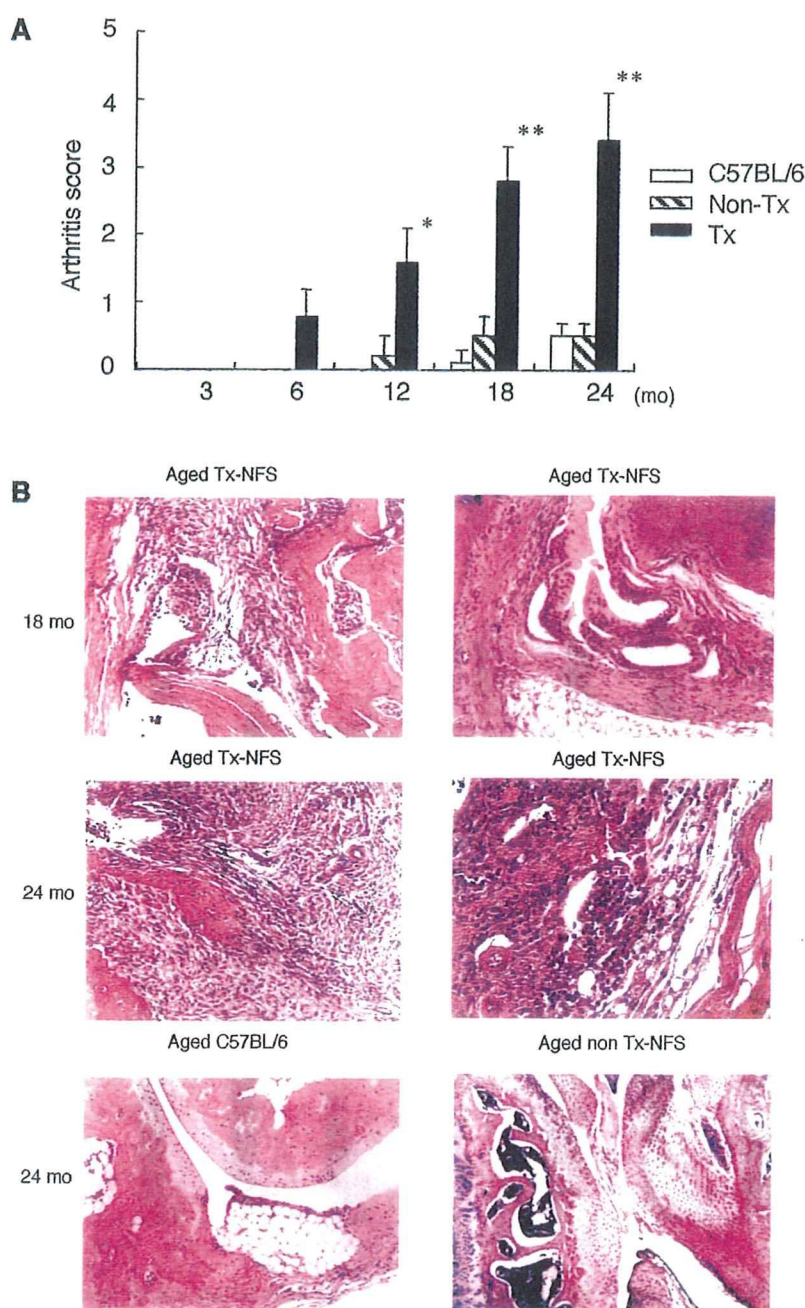 A
5
4
3
2
1
0
Arthritis score
*
**
**
3 6 12 18 24 (mo)
C57BL/6
Non-Tx
Tx
B
Aged Tx-NFS Aged Tx-NFS
18 mo
Aged Tx-NFS Aged Tx-NFS
24 mo
Aged C57BL/6 Aged non Tx-NFS
24 mo